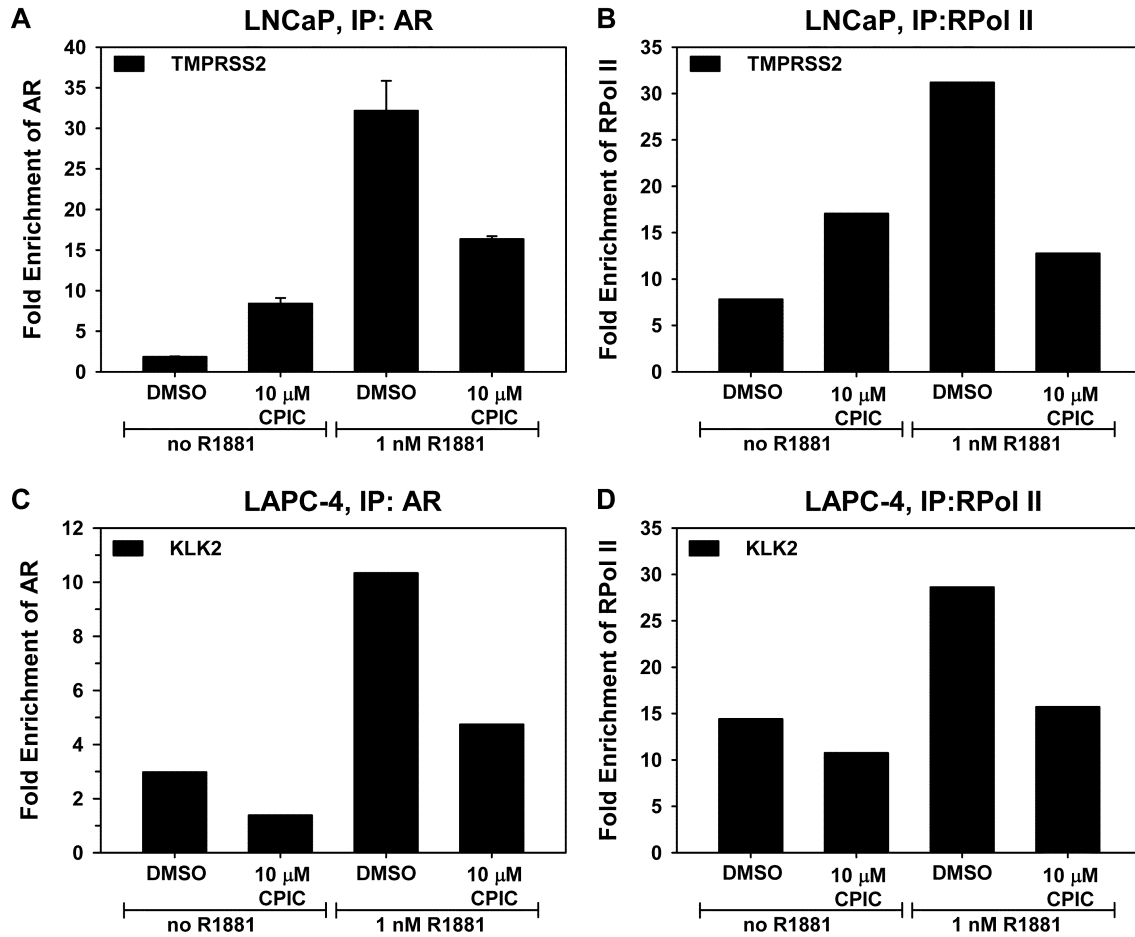 A
LNCaP, IP: AR
Fold Enrichment of AR
40
35
30
25
20
15
10
5
0
TMPRSS2
DMSO
10 μM
CPIC
DMSO
10 μM
CPIC
no R1881
1 nM R1881
B
LNCaP, IP:RPol II
Fold Enrichment of RPol II
35
30
25
20
15
10
5
0
TMPRSS2
DMSO
10 μM
CPIC
DMSO
10 μM
CPIC
no R1881
1 nM R1881
C
LAPC-4, IP: AR
Fold Enrichment of AR
12
10
8
6
4
2
0
KLK2
DMSO
10 μM
CPIC
DMSO
10 μM
CPIC
no R1881
1 nM R1881
D
LAPC-4, IP:RPol II
Fold Enrichment of RPol II
35
30
25
20
15
10
5
0
KLK2
DMSO
10 μM
CPIC
DMSO
10 μM
CPIC
no R1881
1 nM R1881